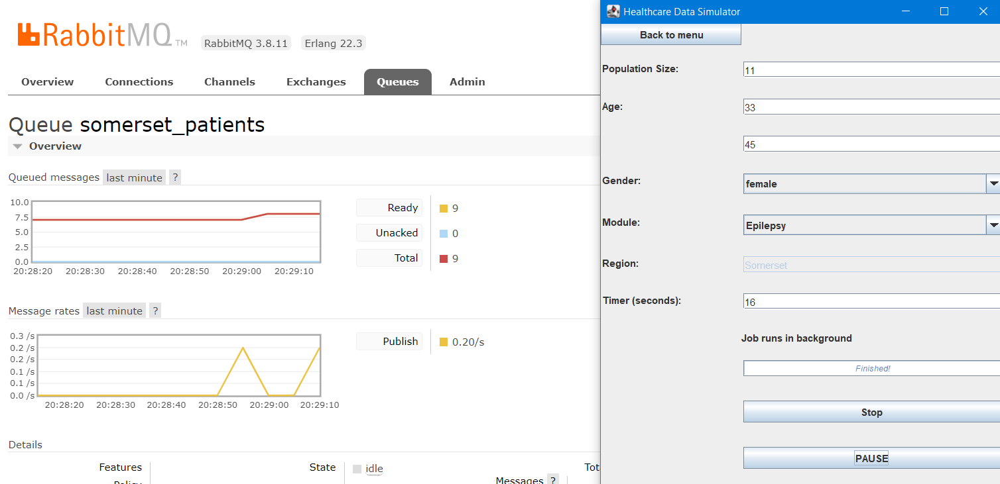 RabbitMQ TM RabbitMQ 3.8.11 Erlang 22.3
Overview Connections Channels Exchanges Queues Admin
Queue somerset_patients
Overview
Queued messages last minute ?
10.0
7.5
5.0
2.5
0.0
20:28:20 20:28:30 20:28:40 20:28:50 20:29:00 20:29:10
Ready 9
Unacked 0
Total 9
Message rates last minute ?
0.3 /s
0.2 /s
0.2 /s
0.1 /s
0.1 /s
0.0 /s
20:28:20 20:28:30 20:28:40 20:28:50 20:29:00 20:29:10
Publish 0.20/s
Details
Features State idle Tot
Policy Messages ?
Healthcare Data Simulator
Back to menu
Population Size: 11
Age: 33
45
Gender: female
Module: Epilepsy
Region: Somerset
Timer (seconds): 16
Job runs in background
Finished!
Stop
PAUSE